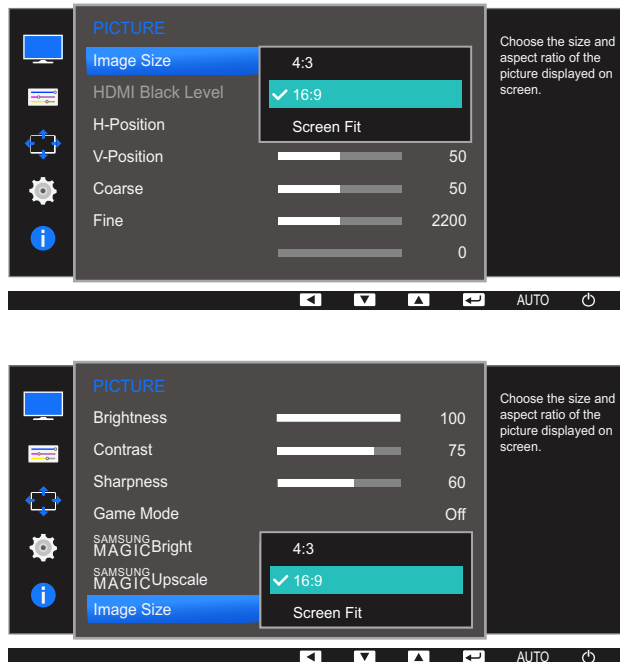 PICTURE
Image Size
4:3
Choose the size and
aspect ratio of the
picture displayed on
screen.
HDMI Black Level
16:9
H-Position
Screen Fit
V-Position 50
Coarse 50
Fine 2200
0
AUTO
PICTURE
Choose the size and
aspect ratio of the
picture displayed on
screen.
Brightness 100
Contrast 75
Sharpness 60
Game Mode Off
SAMSUNG
MAGICBright
4:3
SAMSUNG
MAGICUpscale
16:9
Image Size
Screen Fit
AUTO